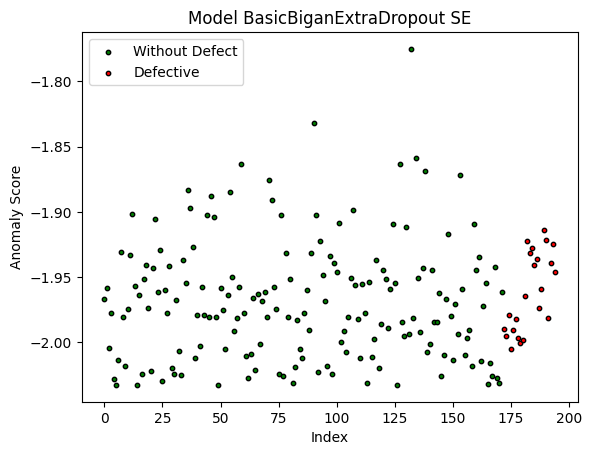 Model BasicBiganExtraDropout SE
Without Defect
Defective
Anomaly Score
−1.80
−1.85
−1.90
−1.95
−2.00
0 25 50 75 100 125 150 175 200
Index